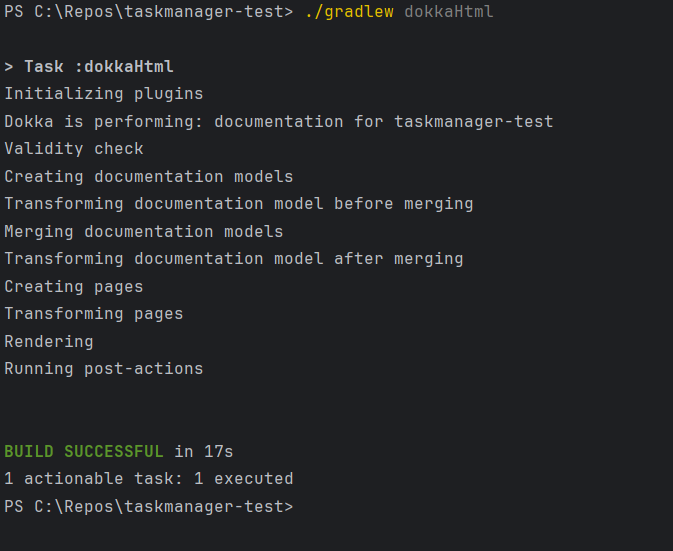 PS C:\Repos\taskmanager-test> ./gradlew dokkaHtml
> Task :dokkaHtml
Initializing plugins
Dokka is performing: documentation for taskmanager-test
Validity check
Creating documentation models
Transforming documentation model before merging
Merging documentation models
Transforming documentation model after merging
Creating pages
Transforming pages
Rendering
Running post-actions
BUILD SUCCESSFUL in 17s
1 actionable task: 1 executed
PS C:\Repos\taskmanager-test>